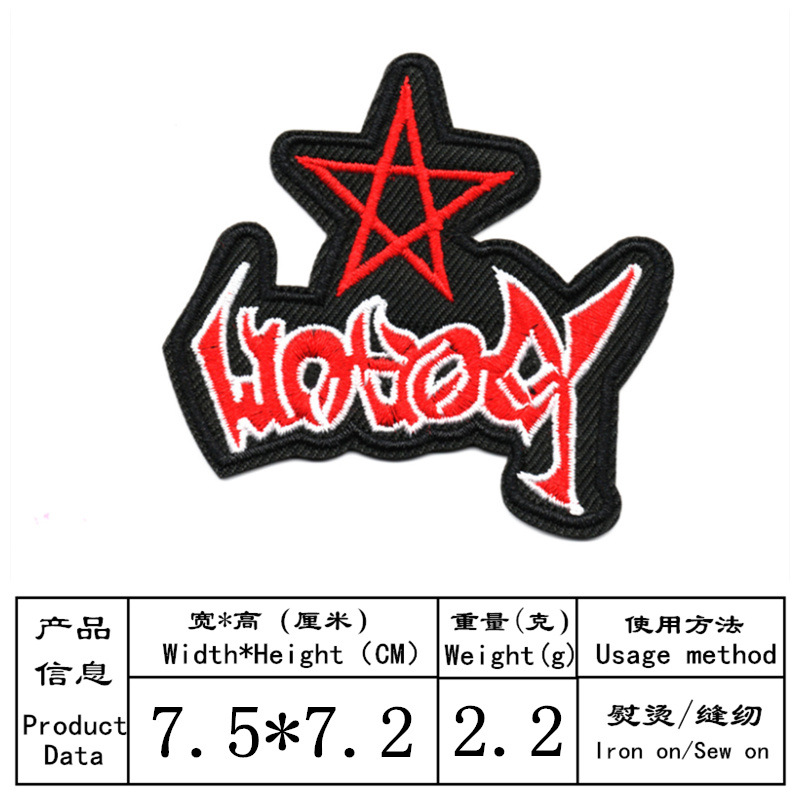 产品
信息
Product
Data
宽*高 (厘米)
Width*Height (CM)
7.5*7.2
重量(克)
Weight(g)
2.2
使用方法
Usage method
熨烫/缝纫
Iron on/Sew on